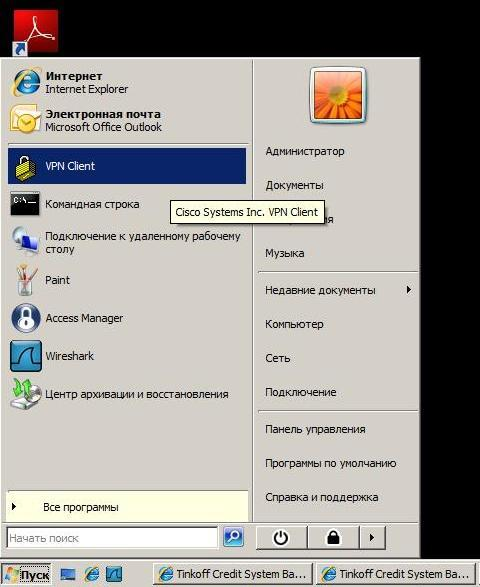 Интернет
Internet Explorer
Электронная почта
Microsoft Office Outlook
VPN Client
Cisco Systems Inc. VPN Client
Командная строка
Подключение к удаленному рабочему
столу
Paint
Access Manager
Wireshark
Центр архивации и восстановления
Все программы
Начать поиск
Администратор
Документы
Музыка
Недавние документы
Компьютер
Сеть
Подключение
Панель управления
Программы по умолчанию
Справка и поддержка
Пуск
Tinkoff Credit System Ba...
Tinkoff Credit System Ba...